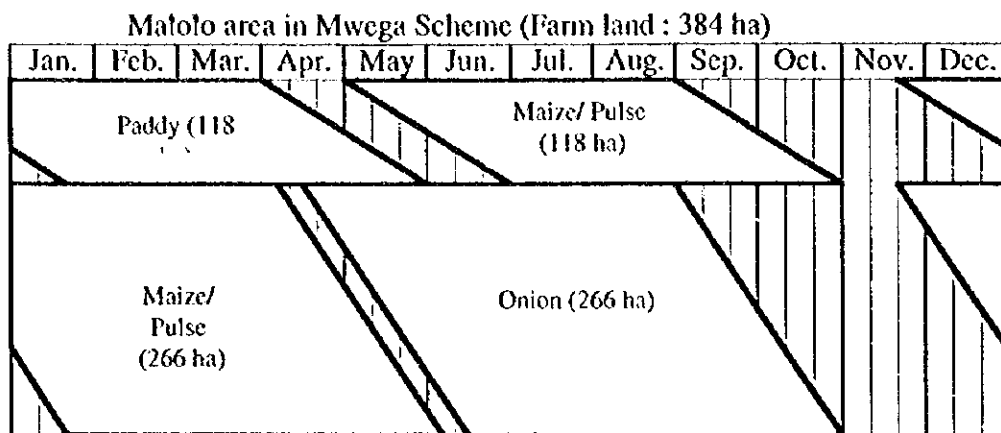 Malolo area in Mwega Scheme (Farm land : 384 ha)
Jan. Feb. Mar. Apr. May Jun. Jul. Aug. Sep. Oct. Nov. Dec.
Paddy (118
Maize/ Pulse
(118 ha)
Maize/
Pulse
(266 ha)
Onion (266 ha)